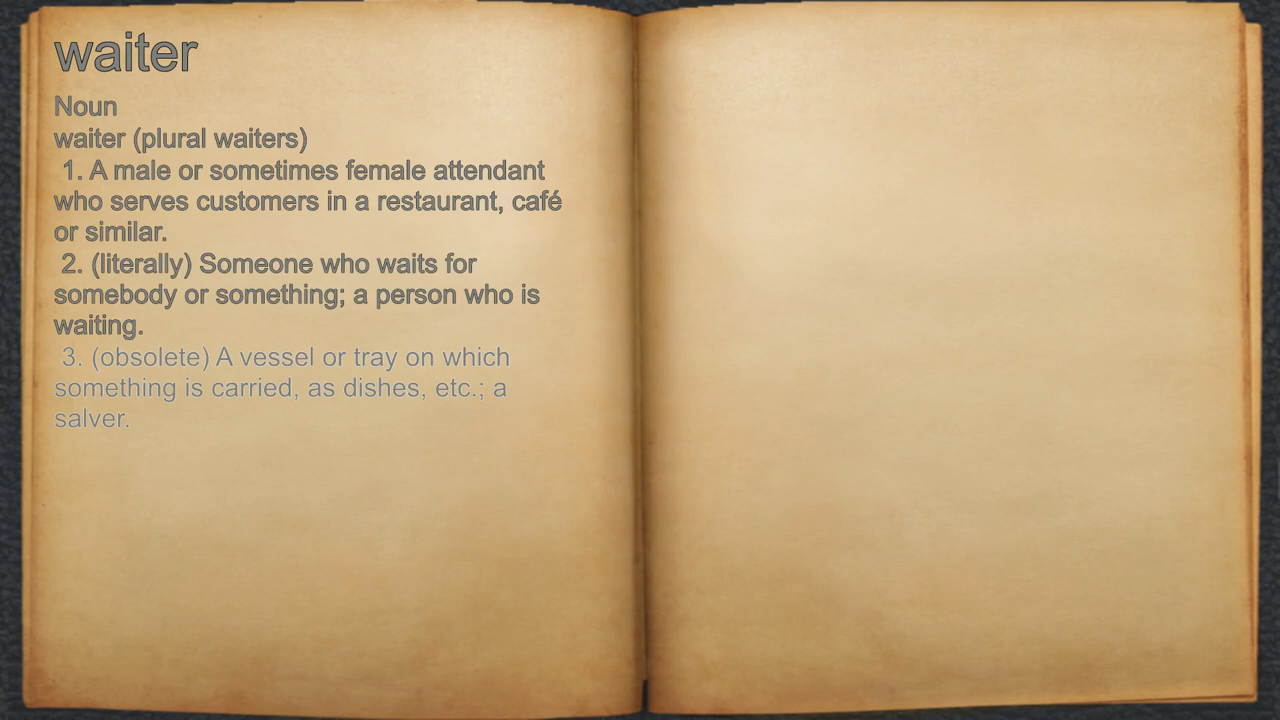 waiter
Noun
waiter (plural waiters)
1. A male or sometimes female attendant
who serves customers in a restaurant, café
or similar.
2. (literally) Someone who waits for
somebody or something; a person who is
waiting.
3. (obsolete) A vessel or tray on which
something is carried, as dishes, etc.; a
salver.